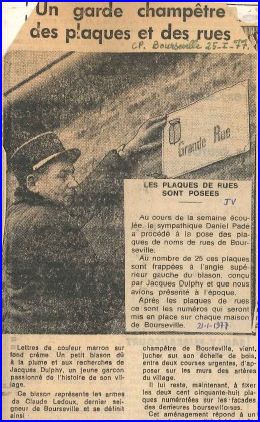 Un garde champêtre
des plaques et des rues
C.P. Bourseville 25-I-77.
Grande Rue
LES PLAQUES DE RUES
SONT POSÉES
JV
Au cours de la semaine écou-
lée, le sympathique Daniel Padé
a procédé à la pose des pla-
ques de noms de rues de Bour-
seville.
Au nombre de 25 ces plaques
sont frappées à l'angle supé-
rieur gauche du blason, conçu
par Jacques Dulphy et que nous
avions présenté à l'époque.
Après les plaques de rues
ce sont les numéros qui seront
mis en place sur chaque maison
de Bourseville.
21-1-1977
Lettres de couleur marron sur
fond crème. Un petit blason dû
à la plume et aux recherches de
Jacques Dulphy, un jeune garçon
passionné de l'histoire de son vil-
lage.
Ce blason représente les armes
de Claude Ledoux, dernier sei-
gneur de Bourseville et se définit
ainsi
champêtre de Bourseville, vient,
jucher sur son échelle de bois,
entre deux courses urgentes, d'ap-
poser sur les murs des artères du
village.
Il lui reste, maintenant, à fixer
les deux cent cinquante-huit pla-
ques numérotées sur les façades
des demeures boursevilloises.
Cet aménagement répond à un